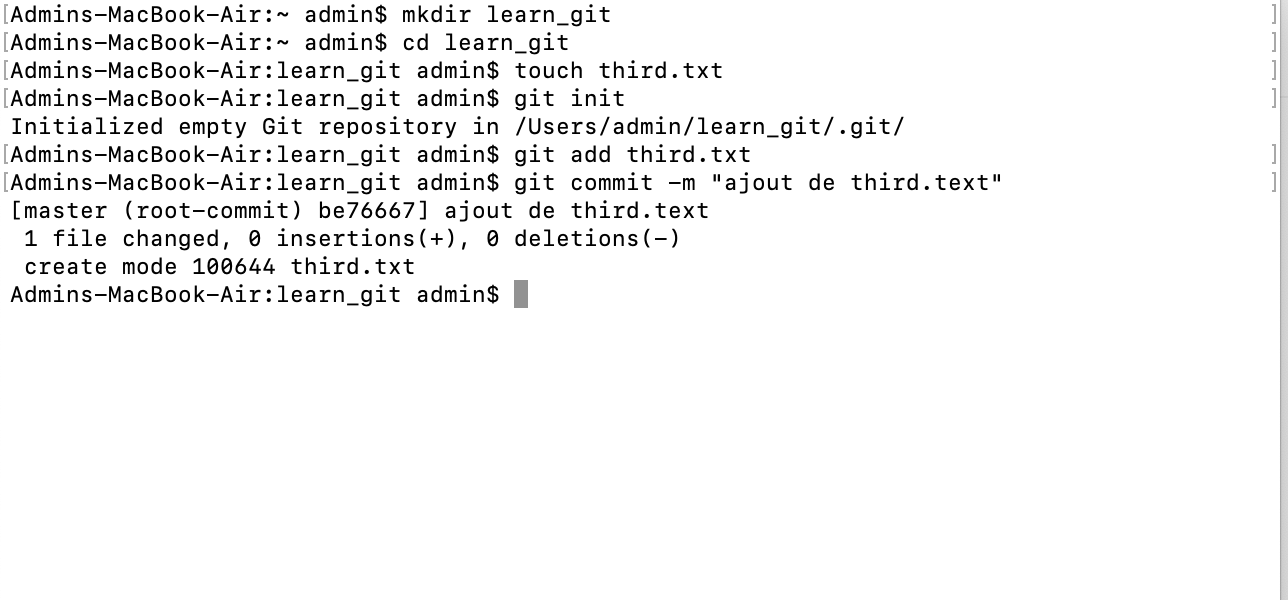 [Admins-MacBook-Air:~ admin$ mkdir learn_git ]
[Admins-MacBook-Air:~ admin$ cd learn_git ]
[Admins-MacBook-Air:learn_git admin$ touch third.txt ]
[Admins-MacBook-Air:learn_git admin$ git init ]
Initialized empty Git repository in /Users/admin/learn_git/.git/
[Admins-MacBook-Air:learn_git admin$ git add third.txt ]
[Admins-MacBook-Air:learn_git admin$ git commit -m "ajout de third.text" ]
[master (root-commit) be76667] ajout de third.text
 1 file changed, 0 insertions(+), 0 deletions(-)
 create mode 100644 third.txt
Admins-MacBook-Air:learn_git admin$